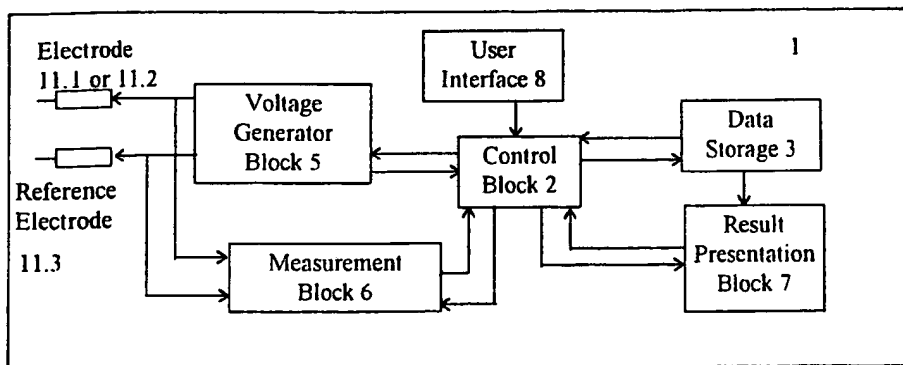 Electrode
11.1 or 11.2
Voltage
Generator
Block 5
Reference
Electrode
11.3
Measurement
Block 6
User
Interface 8
Control
Block 2
1
Data
Storage 3
Result
Presentation
Block 7